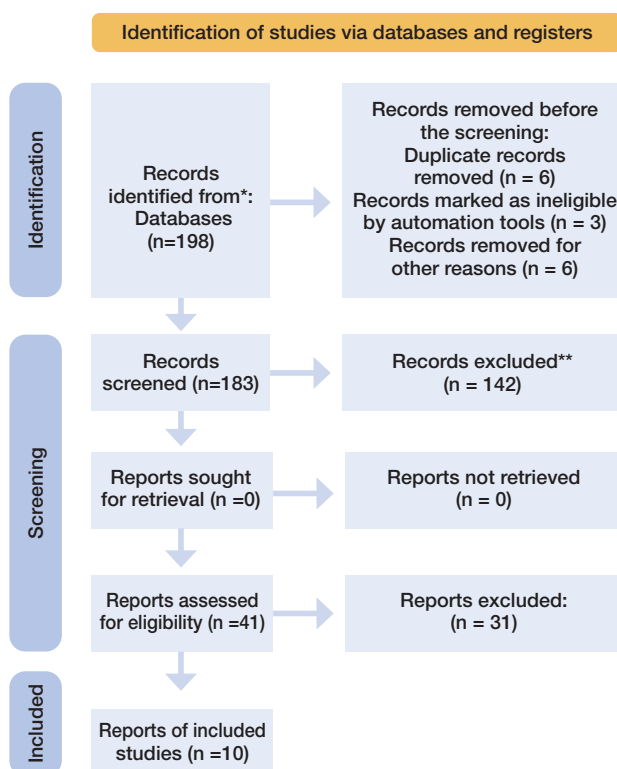 Identification of studies via databases and registers
Identification
Records
identified from*:
Databases
(n=198)
Records removed before
the screening:
Duplicate records
removed (n = 6)
Records marked as ineligible
by automation tools (n = 3)
Records removed for
other reasons (n = 6)
Screening
Records
screened (n=183)
Records excluded**
(n = 142)
Reports sought
for retrieval (n =0)
Reports not retrieved
(n = 0)
Reports assessed
for eligibility (n =41)
Reports excluded:
(n = 31)
Included
Reports of included
studies (n =10)